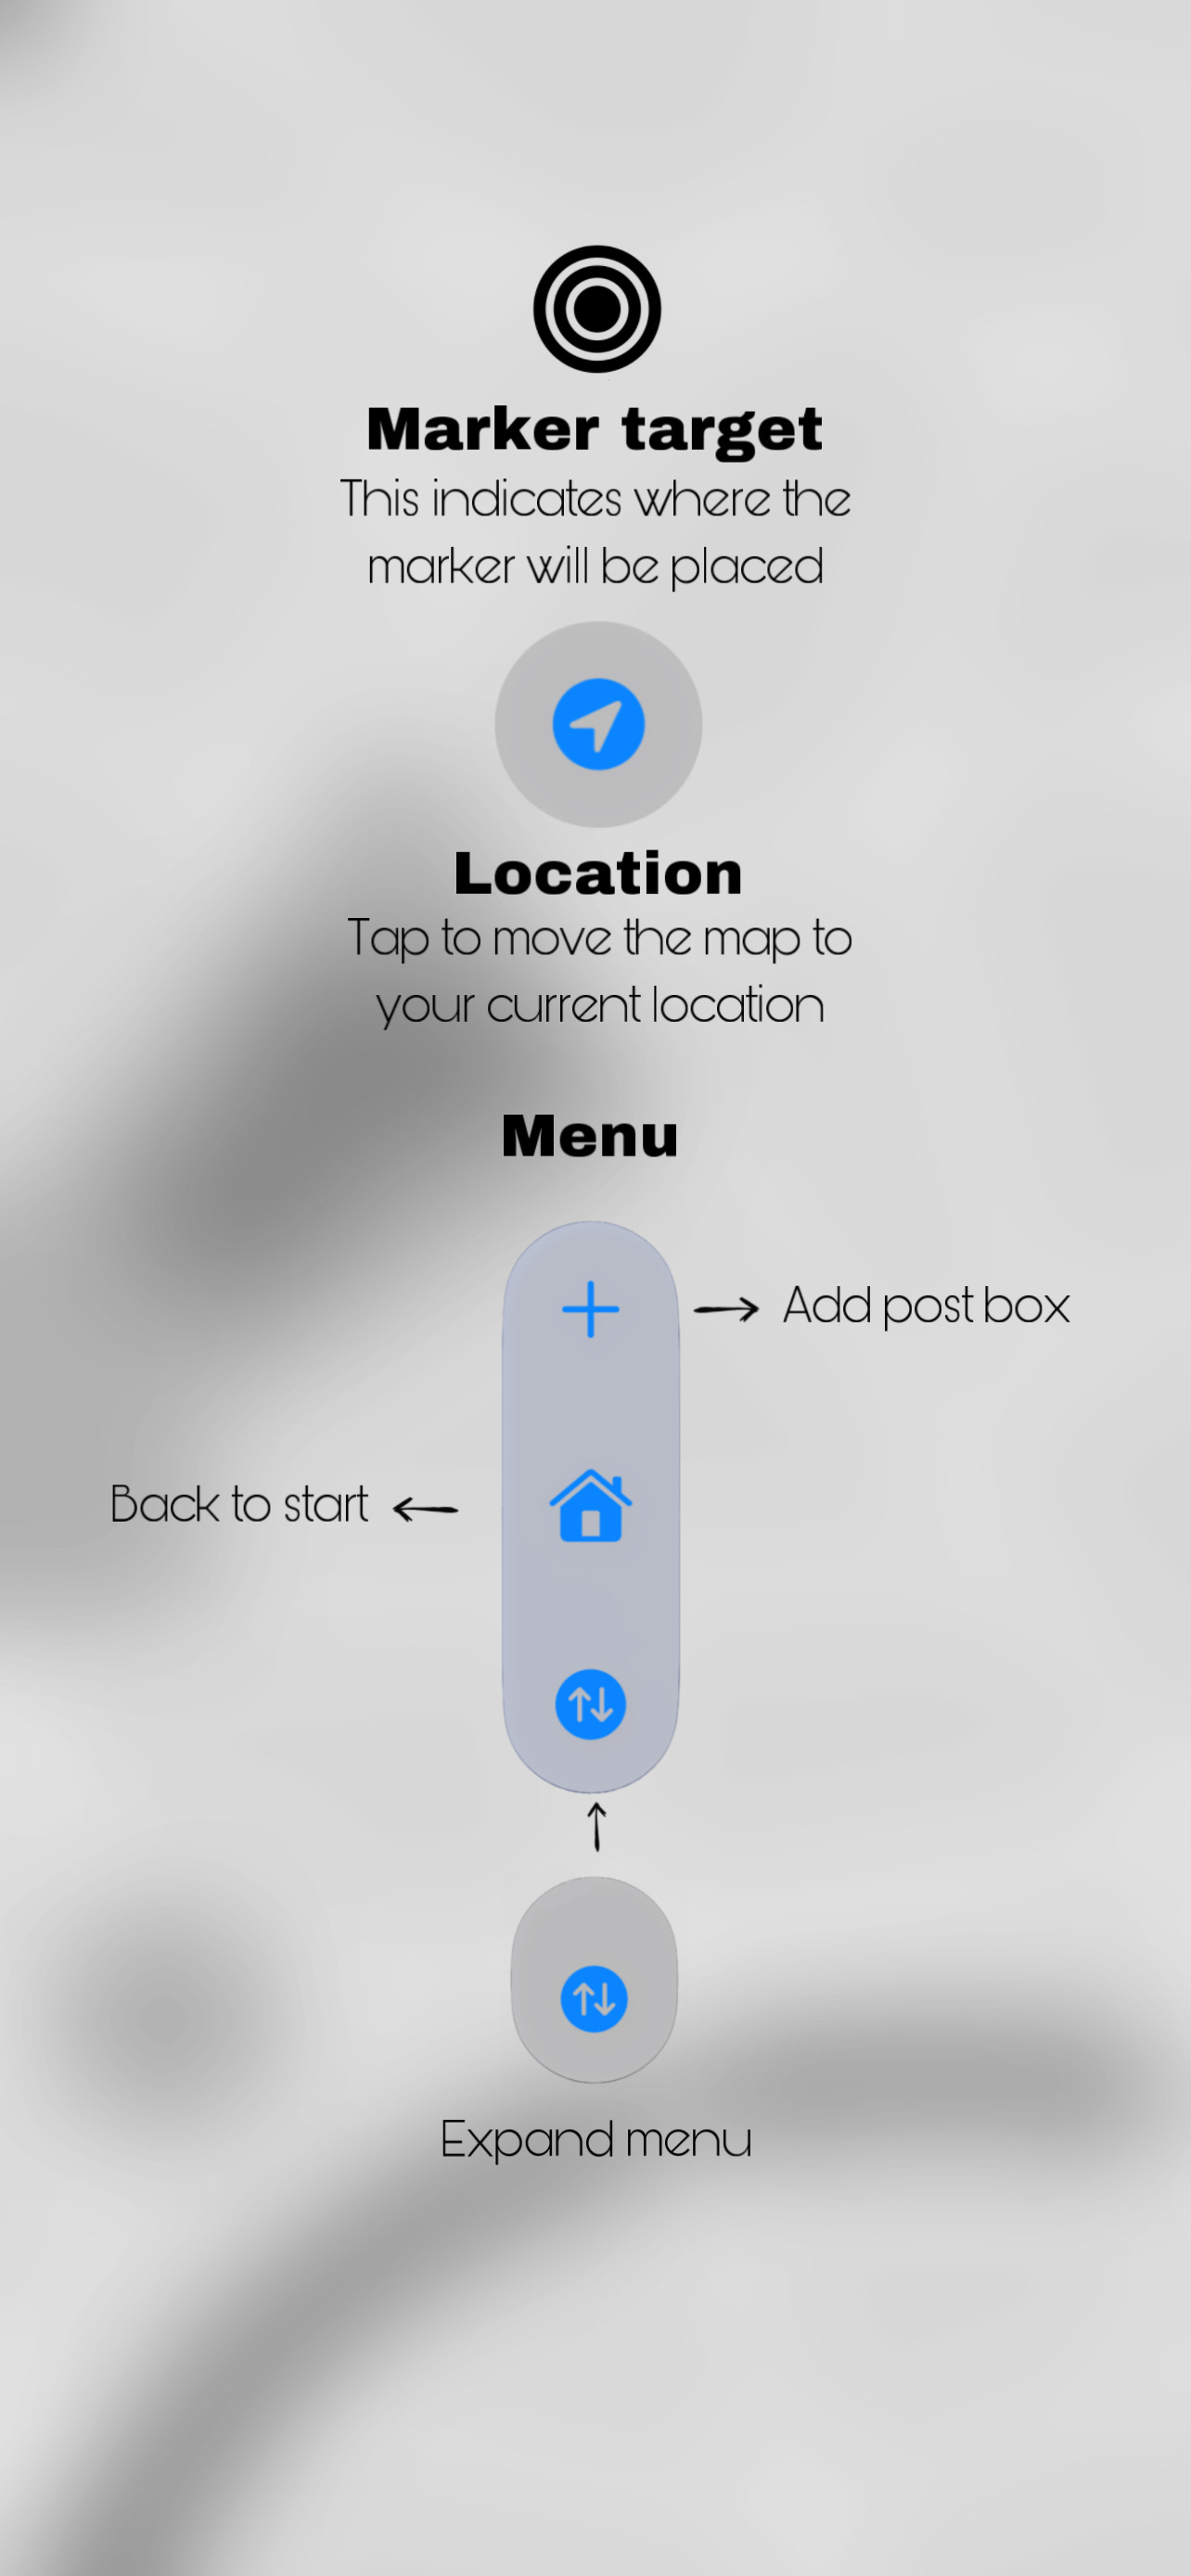 Marker target
This indicates where the
marker will be placed
Location
Tap to move the map to
your current location
Menu
Add post box
Back to start
Expand menu